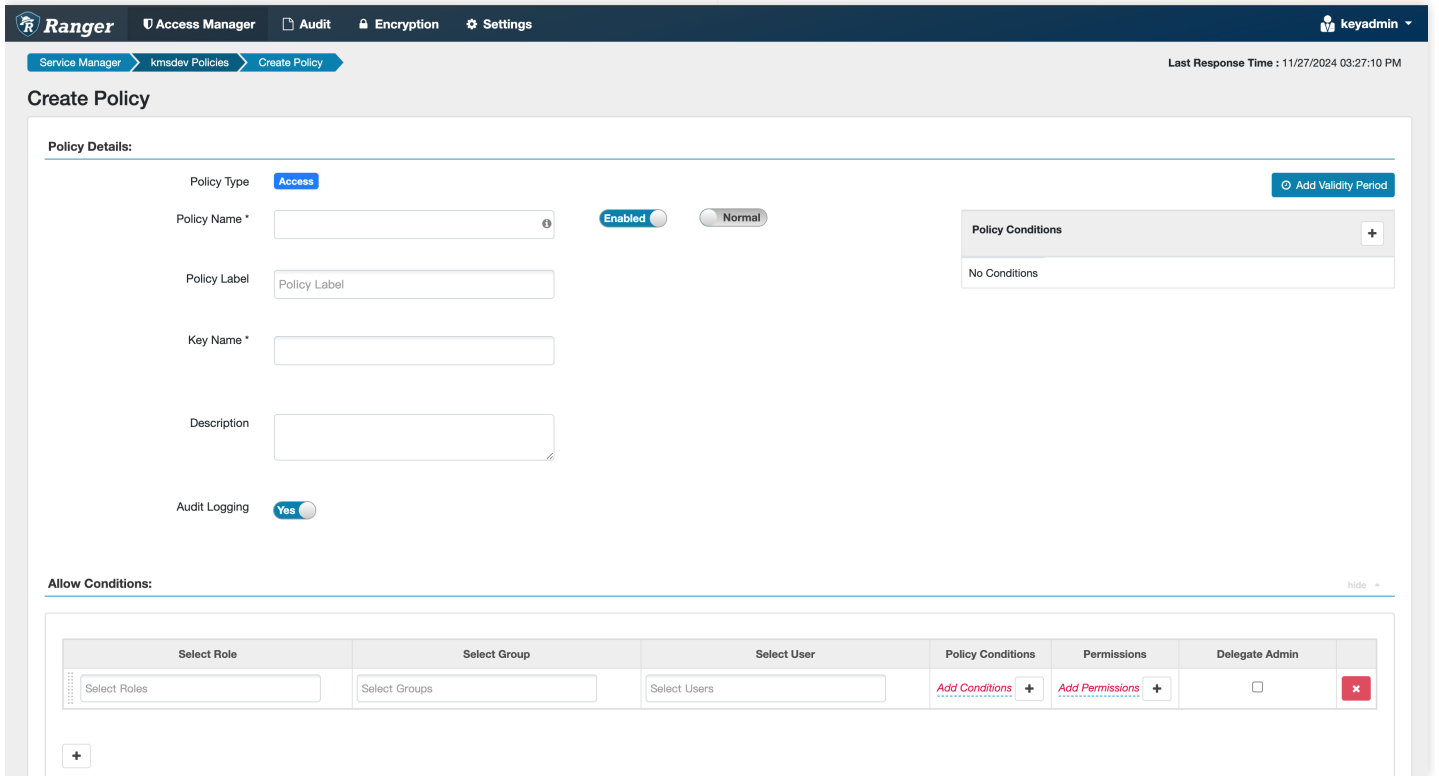 Ranger Access Manager Audit Encryption Settings keyadmin
Service Manager kmsdev Policies Create Policy Last Response Time : 11/27/2024 03:27:10 PM
Create Policy
Policy Details:
Policy Type Access Add Validity Period
Policy Name * Enabled Normal
Policy Conditions
No Conditions
Policy Label Policy Label
Key Name *
Description
Audit Logging Yes
Allow Conditions: hide
Select Role Select Group Select User Policy Conditions Permissions Delegate Admin
Select Roles Select Groups Select Users Add Conditions + Add Permissions +
+